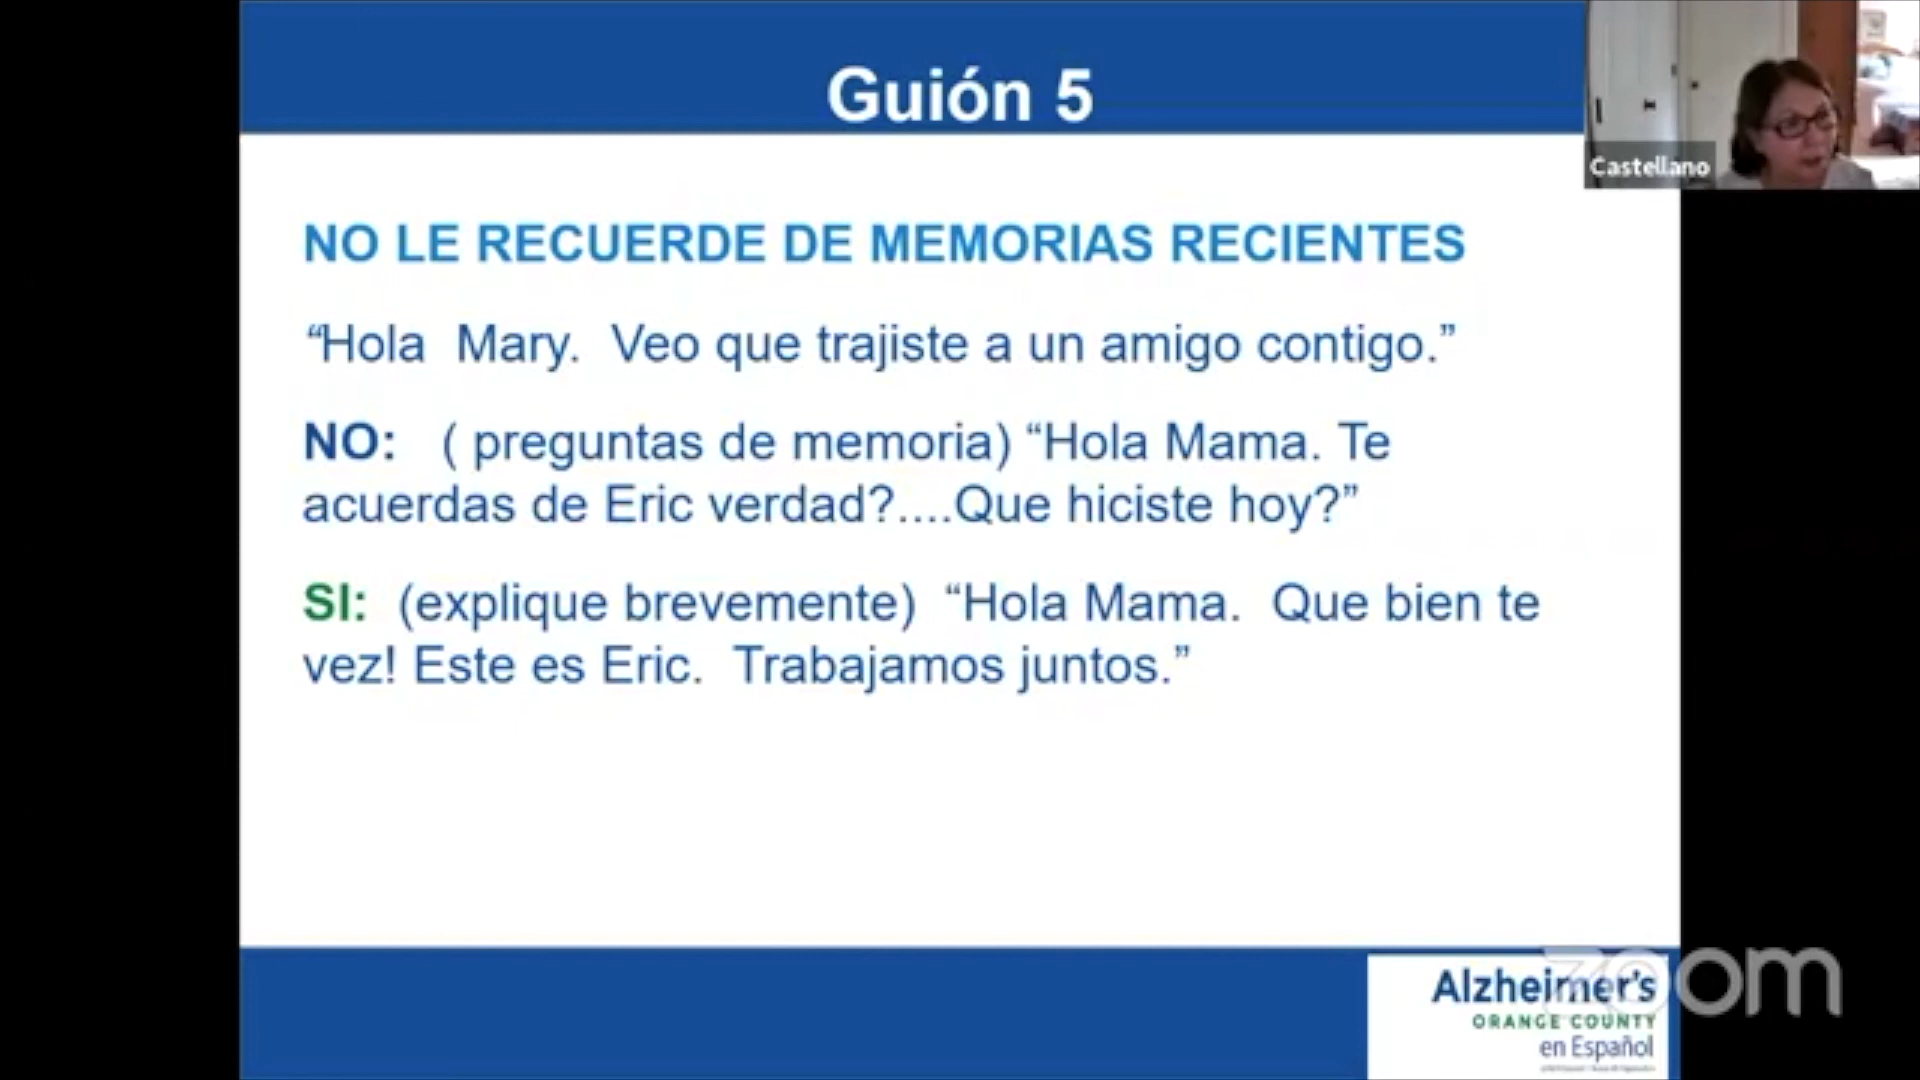 Guión 5
Castellano
NO LE RECUERDE DE MEMORIAS RECIENTES
“Hola Mary. Veo que trajiste a un amigo contigo.”
NO: ( preguntas de memoria) “Hola Mama. Te
acuerdas de Eric verdad?....Que hiciste hoy?”
SI: (explique brevemente) “Hola Mama. Que bien te
vez! Este es Eric. Trabajamos juntos.”
Alzheimer's
ORANGE COUNTY
en Español
zoom